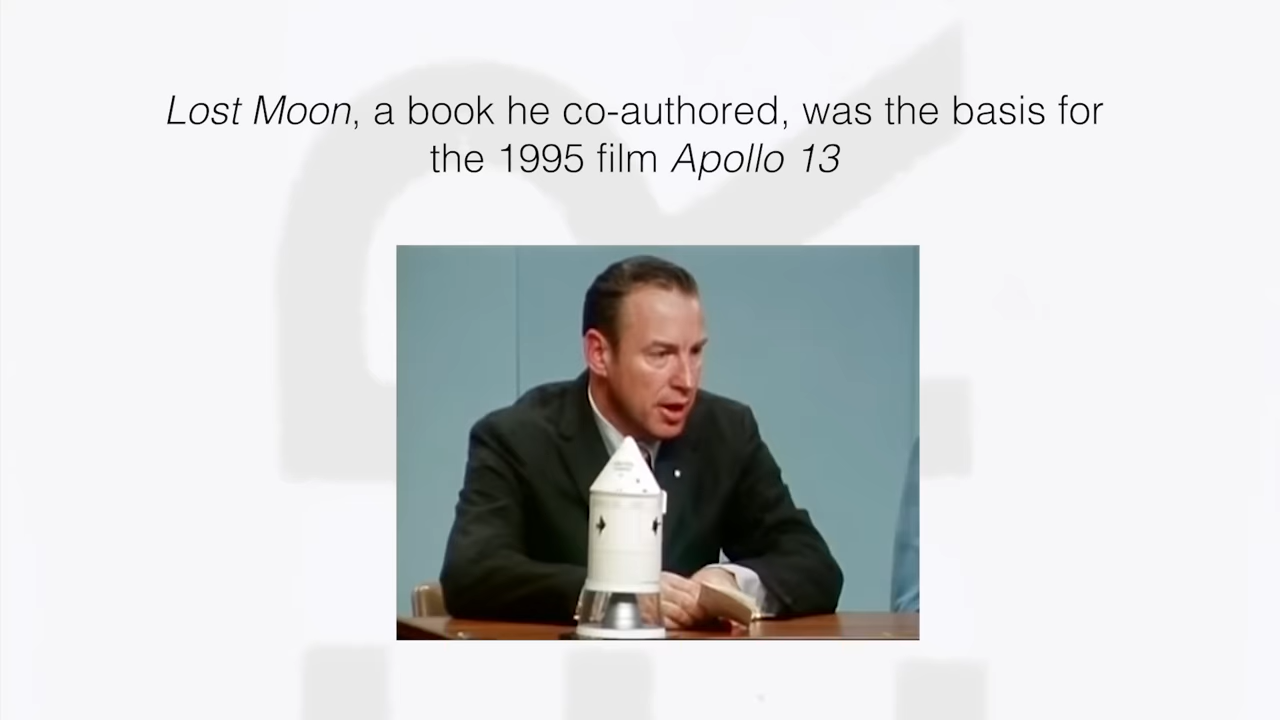 Lost Moon, a book he co-authored, was the basis for
the 1995 film Apollo 13